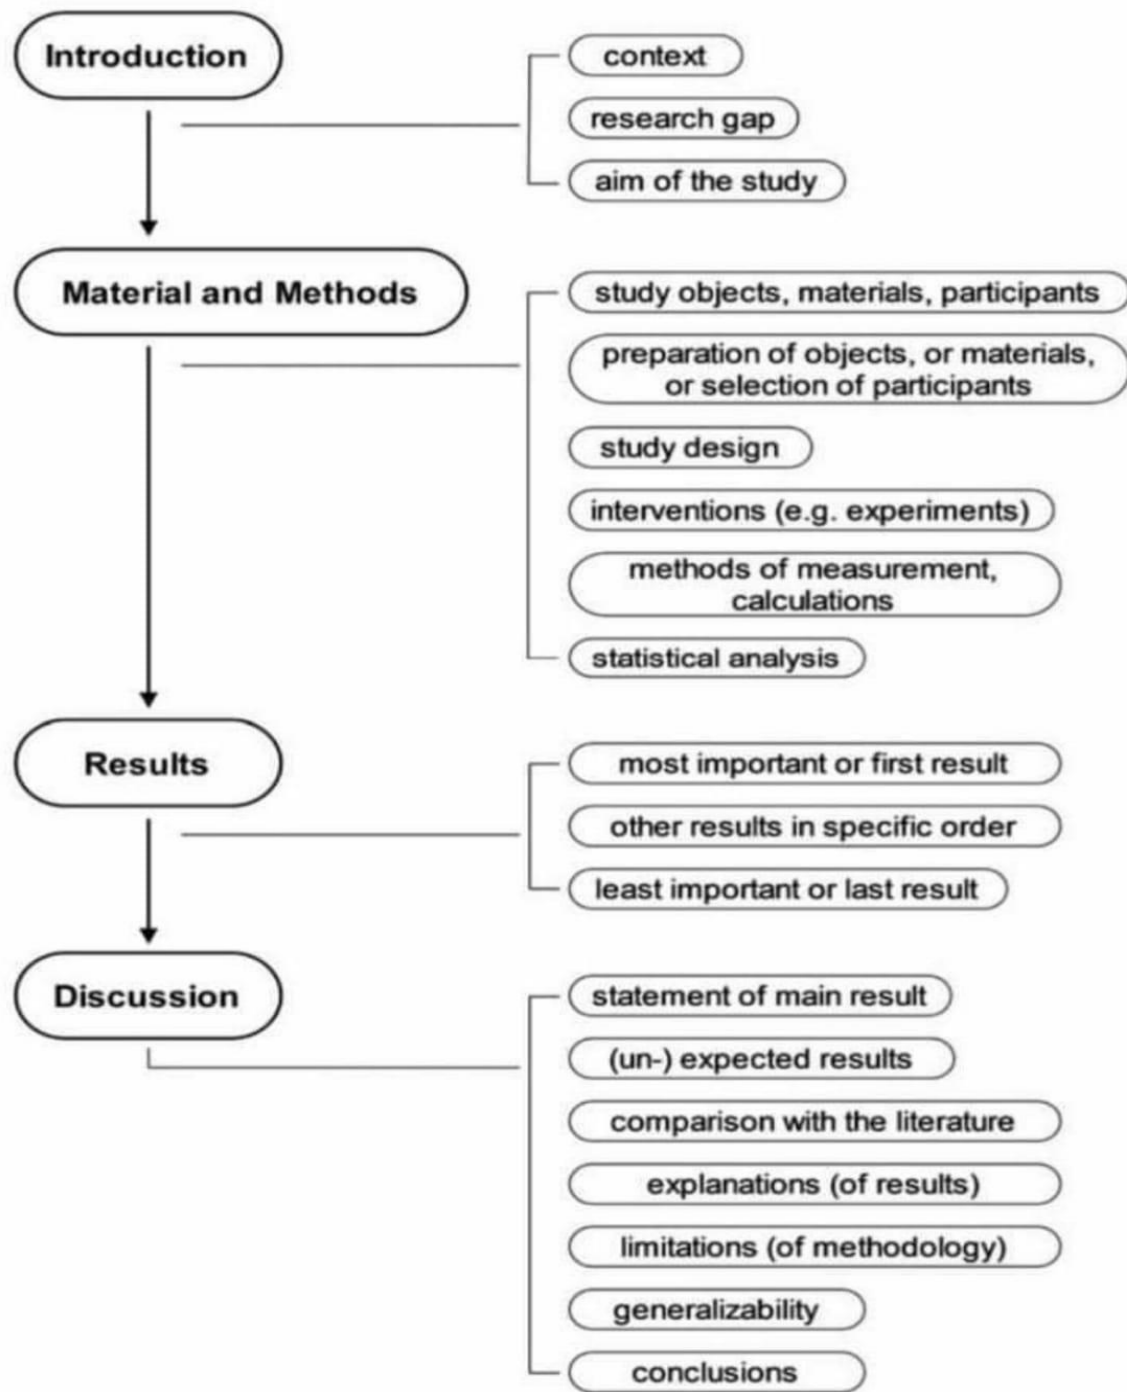 Introduction
context
research gap
aim of the study
Material and Methods
study objects, materials, participants
preparation of objects, or materials,
or selection of participants
study design
interventions (e.g. experiments)
methods of measurement,
calculations
statistical analysis
Results
most important or first result
other results in specific order
least important or last result
Discussion
statement of main result
(un-) expected results
comparison with the literature
explanations (of results)
limitations (of methodology)
generalizability
conclusions